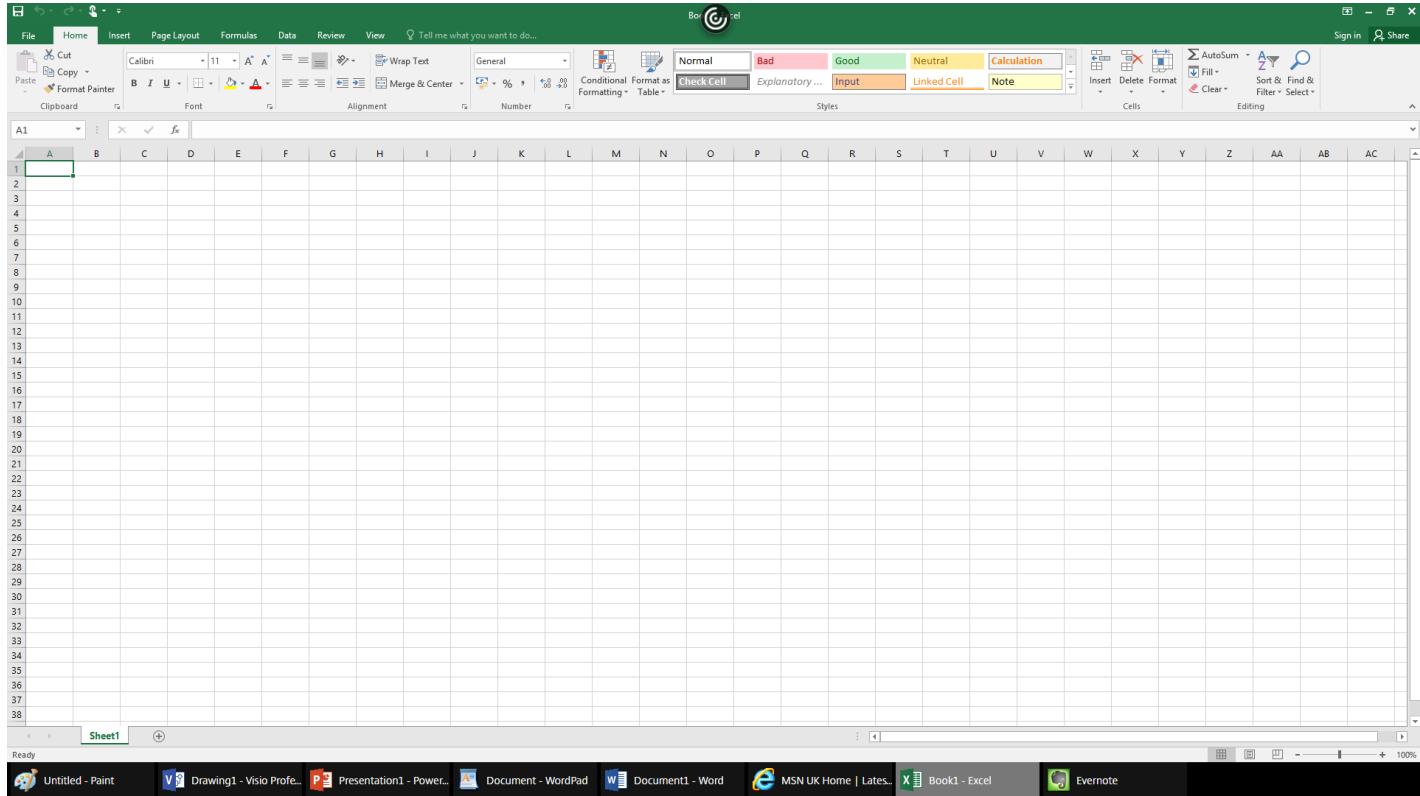 Boo Excel
File Home Insert Page Layout Formulas Data Review View Tell me what you want to do... Sign in Share
Paste
Cut
Copy
Format Painter
Clipboard
Calibri 11
B I U
Font
Wrap Text
Merge & Center
Alignment
General
% ,
Number
Conditional Formatting
Format as Table
Normal Bad Good Neutral Calculation
Check Cell Explanatory ... Input Linked Cell Note
Styles
Insert Delete Format
Cells
AutoSum
Fill
Clear
Sort & Filter
Find & Select
Editing
A1 fx
A B C D E F G H I J K L M N O P Q R S T U V W X Y Z AA AB AC
1
2
3
4
5
6
7
8
9
10
11
12
13
14
15
16
17
18
19
20
21
22
23
24
25
26
27
28
29
30
31
32
33
34
35
36
37
38
Sheet1
Ready 100%
Untitled - Paint Drawing1 - Visio Profe... Presentation1 - Power... Document - WordPad Document1 - Word MSN UK Home | Lates... Book1 - Excel Evernote